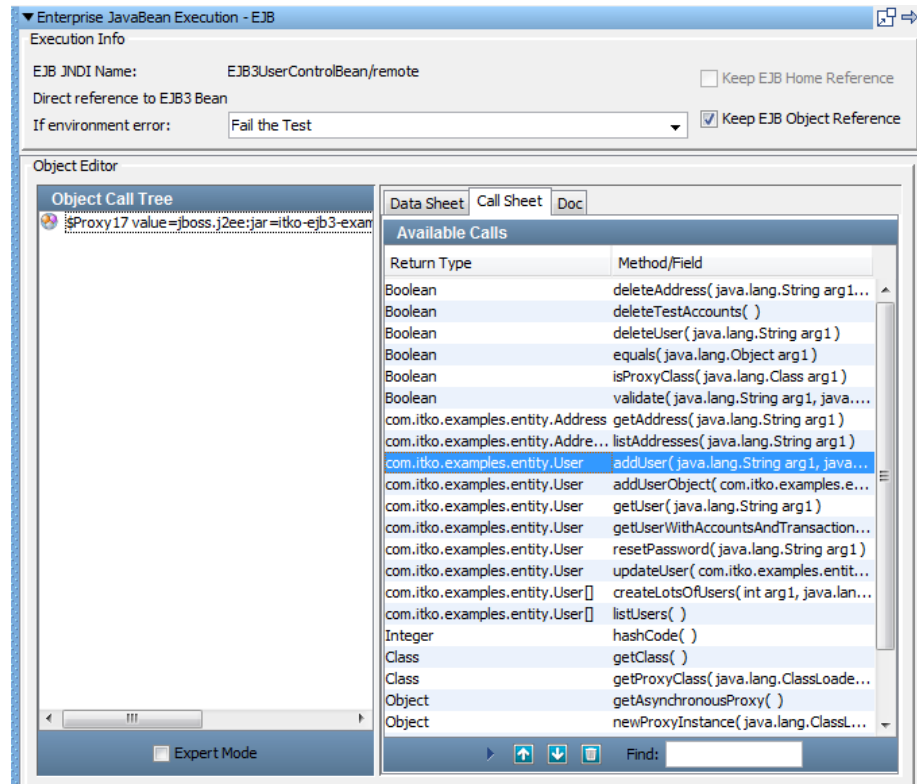 Enterprise JavaBean Execution - EJB
Execution Info
EJB JNDI Name: EJB3UserControlBean/remote
Keep EJB Home Reference
Direct reference to EJB3 Bean
If environment error: Fail the Test
Keep EJB Object Reference
Object Editor
Object Call Tree
$Proxy17 value=jboss.j2ee:jar=itko-ejb3-exam
Data Sheet Call Sheet Doc
Available Calls
Return Type Method/Field
Boolean deleteAddress( java.lang.String arg1...
Boolean deleteTestAccounts( )
Boolean deleteUser( java.lang.String arg1 )
Boolean equals( java.lang.Object arg1 )
Boolean isProxyClass( java.lang.Class arg1 )
Boolean validate( java.lang.String arg1, java....
com.itko.examples.entity.Address getAddress( java.lang.String arg1 )
com.itko.examples.entity.Addre... listAddresses( java.lang.String arg1 )
com.itko.examples.entity.User addUser( java.lang.String arg1, java...
com.itko.examples.entity.User addUserObject( com.itko.examples.e...
com.itko.examples.entity.User getUser( java.lang.String arg1 )
com.itko.examples.entity.User getUserWithAccountsAndTransaction...
com.itko.examples.entity.User resetPassword( java.lang.String arg1 )
com.itko.examples.entity.User updateUser( com.itko.examples.entit...
com.itko.examples.entity.User[] createLotsOfUsers( int arg1, java.lan...
com.itko.examples.entity.User[] listUsers( )
Integer hashCode( )
Class getClass( )
Class getProxyClass( java.lang.ClassLoade...
Object getAsynchronousProxy( )
Object newProxyInstance( java.lang.ClassL...
Expert Mode
Find: